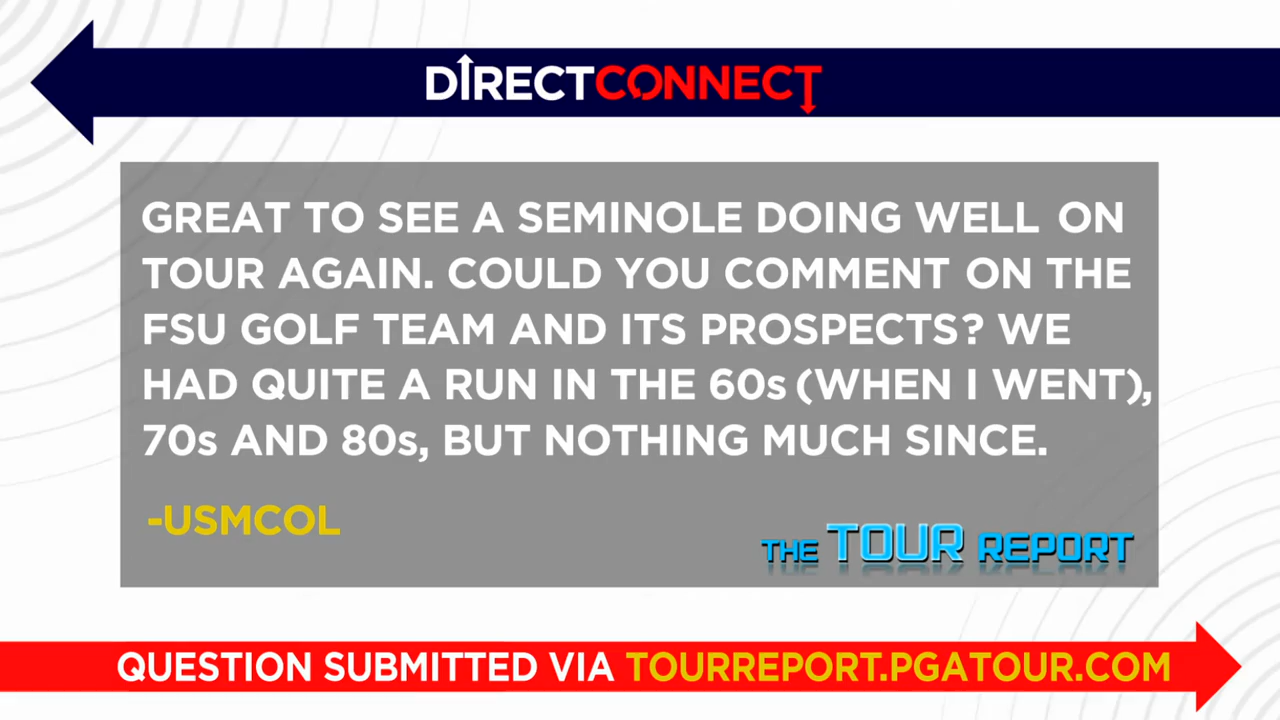 DIRECTCONNECT
GREAT TO SEE A SEMINOLE DOING WELL ON
TOUR AGAIN. COULD YOU COMMENT ON THE
FSU GOLF TEAM AND ITS PROSPECTS? WE
HAD QUITE A RUN IN THE 60s (WHEN I WENT),
70s AND 80s, BUT NOTHING MUCH SINCE.
-USMCOL
THE TOUR REPORT
QUESTION SUBMITTED VIA TOURREPORT.PGATOUR.COM